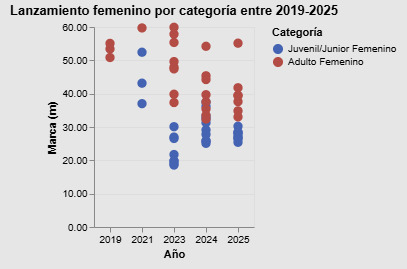 Lanzamiento femenino por categoría entre 2019-2025
Categoría
Juvenil/Junior Femenino
Adulto Femenino
Marca (m)
60.00
50.00
40.00
30.00
20.00
10.00
0.00
2019
2021
2023
2024
2025
Año